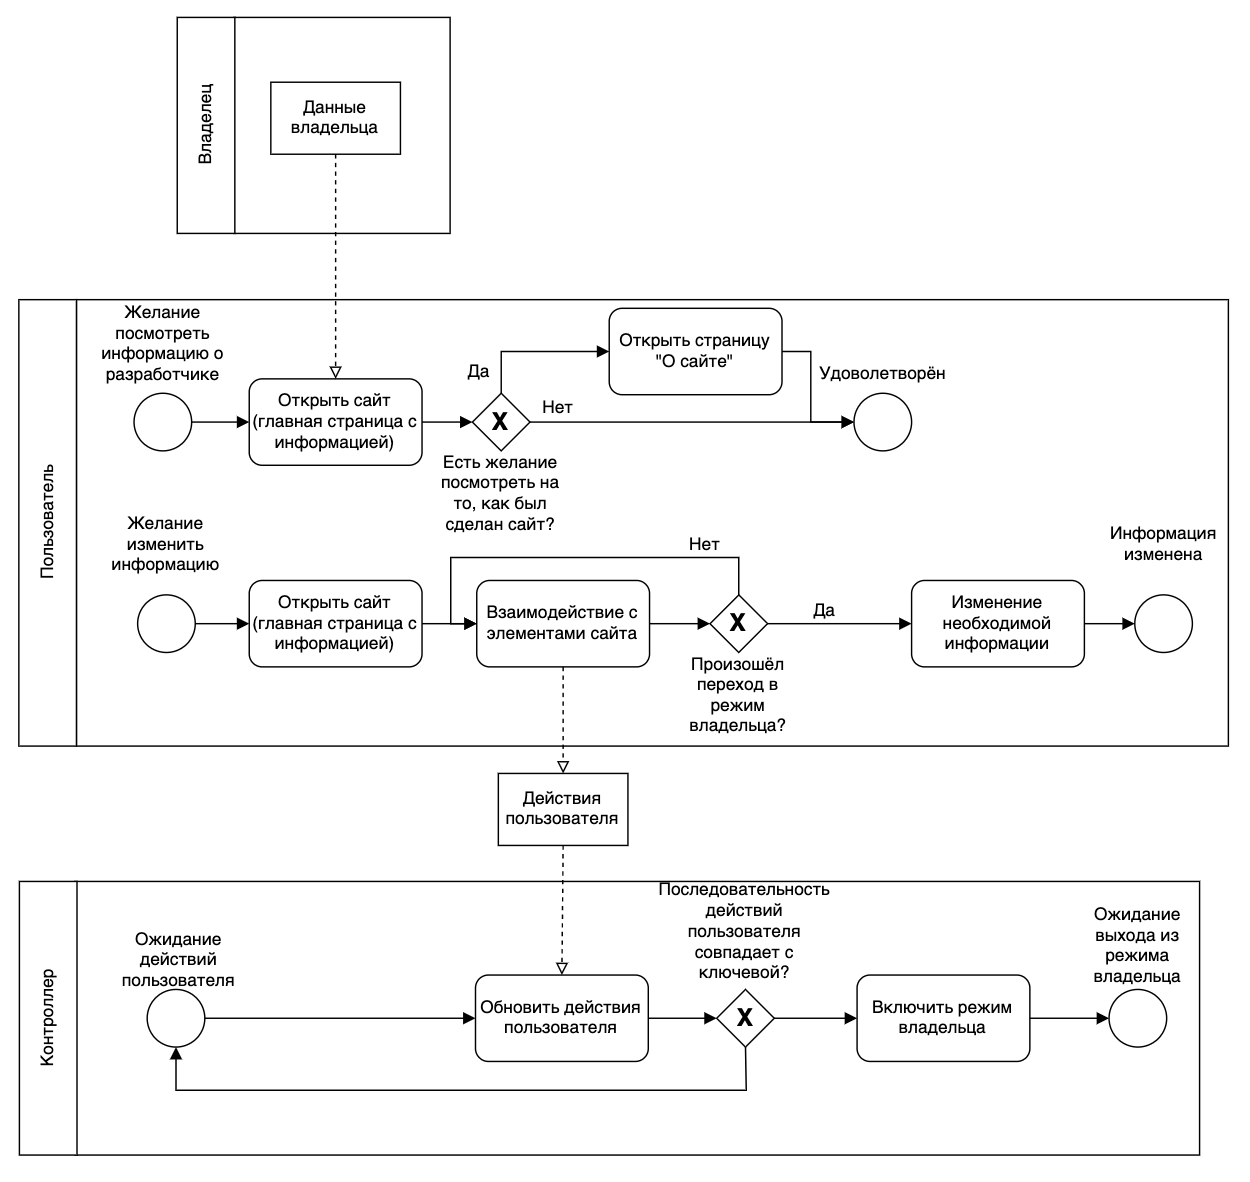 Владелец
Данные
владельца
Пользователь
Желание
посмотреть
информацию о
разработчике
Открыть сайт
(главная страница с
информацией)
Да
X
Нет
Есть желание
посмотреть на
то, как был
сделан сайт?
Открыть страницу
"О сайте"
Удоволетворён
Желание
изменить
информацию
Открыть сайт
(главная страница с
информацией)
Взаимодействие с
элементами сайта
Нет
X
Произошёл
переход в
режим
владельца?
Да
Изменение
необходимой
информации
Информация
изменена
Действия
пользователя
Контроллер
Ожидание
действий
пользователя
Обновить действия
пользователя
Последовательность
действий
пользователя
совпадает с
ключевой?
X
Включить режим
владельца
Ожидание
выхода из
режима
владельца